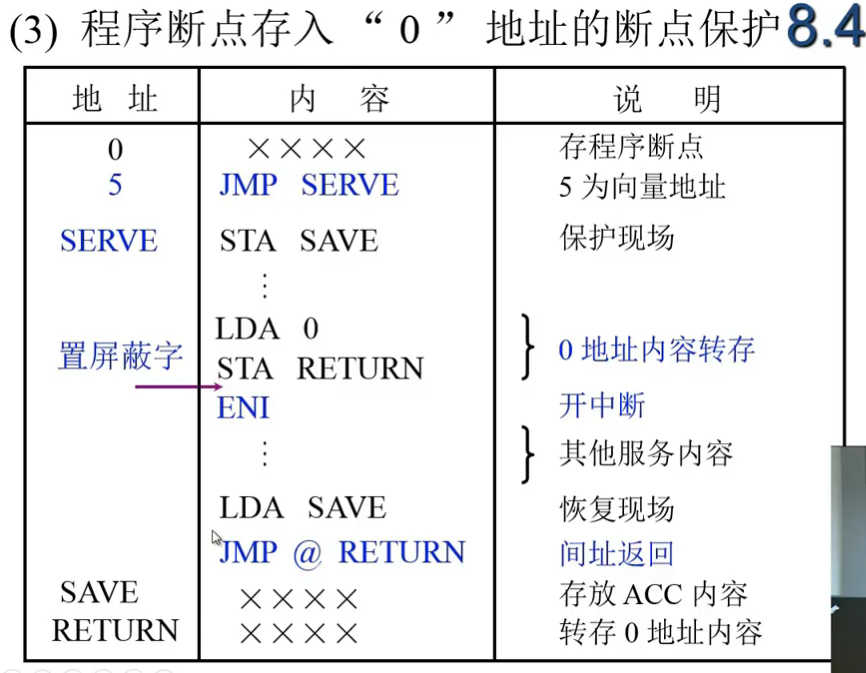 (3) 程序断点存入 “ 0 ” 地址的断点保护 8.4
地 址 内 容 说 明
0 ×××× 存程序断点
5 JMP SERVE 5 为向量地址
SERVE STA SAVE 保护现场
⋮
LDA 0
置屏蔽字 STA RETURN } 0 地址内容转存
ENI 开中断
⋮ } 其他服务内容
LDA SAVE 恢复现场
JMP @ RETURN 间址返回
SAVE ×××× 存放 ACC 内容
RETURN ×××× 转存 0 地址内容